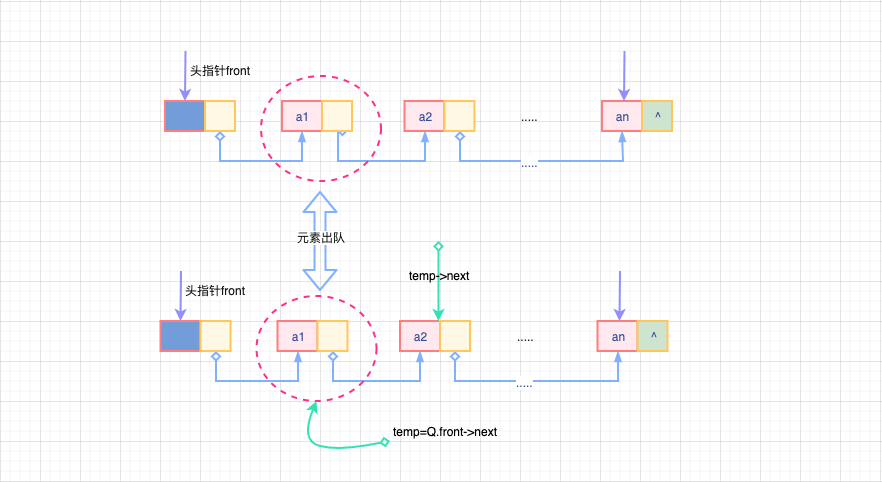 头指针front
a1
a2
.....
an
^
.....
元素出队
temp->next
头指针front
a1
a2
.....
an
^
.....
temp=Q.front->next